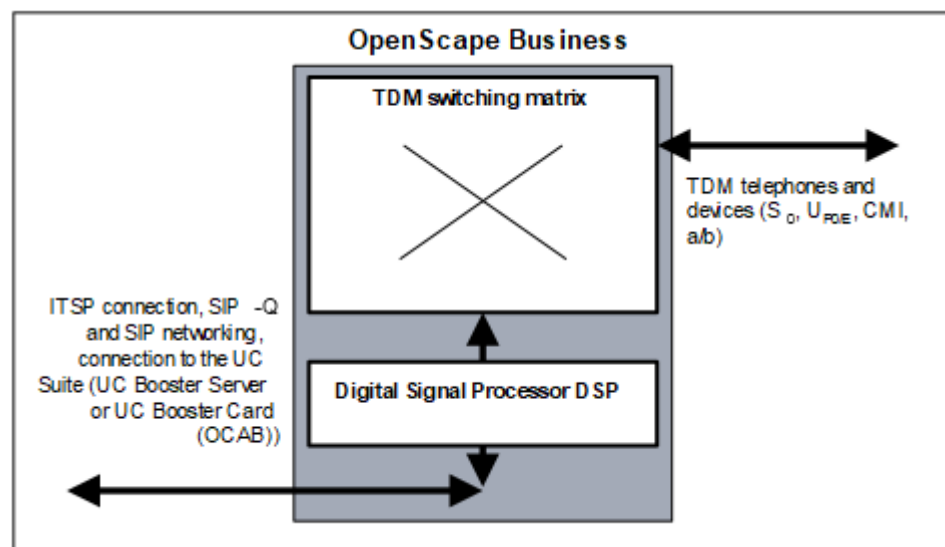 OpenScape Business
TDM switching matrix
TDM telephones and
devices (S 0, UP0/E, CMI,
a/b)
ITSP connection, SIP -Q
and SIP networking,
connection to the UC
Suite (UC Booster Server
or UC Booster Card
(OCAB))
Digital Signal Processor DSP